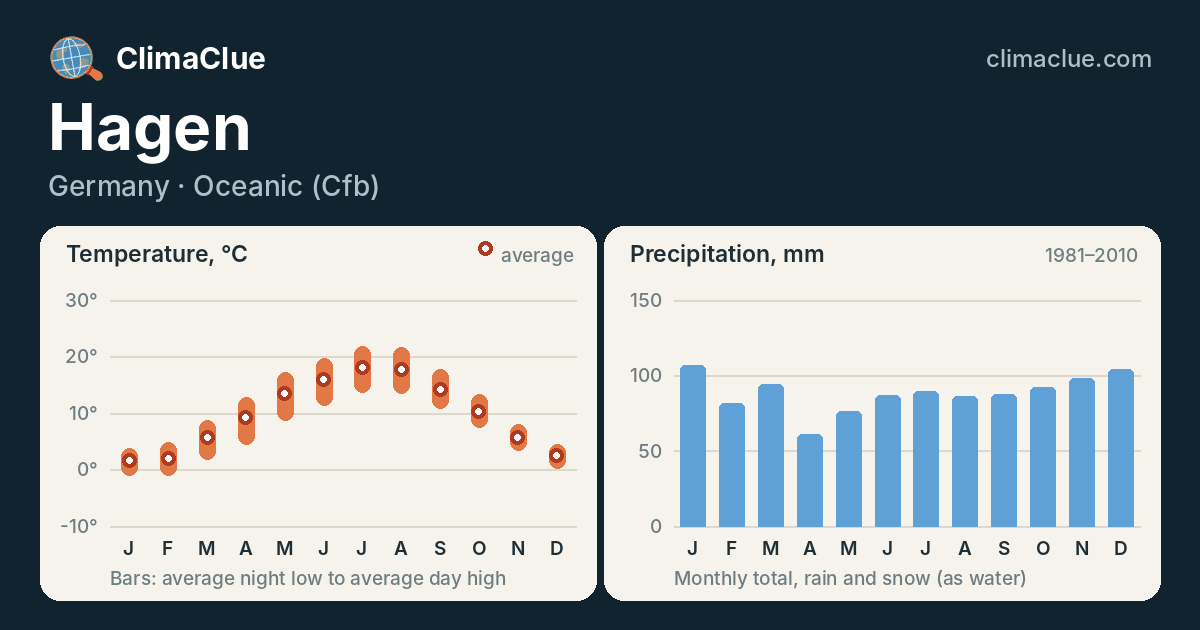 ClimaClue
climaclue.com
Hagen
Germany · Oceanic (Cfb)
Temperature, °C
average
30°
20°
10°
0°
-10°
J F M A M J J A S O N D
Bars: average night low to average day high
Precipitation, mm
1981–2010
150
100
50
0
J F M A M J J A S O N D
Monthly total, rain and snow (as water)